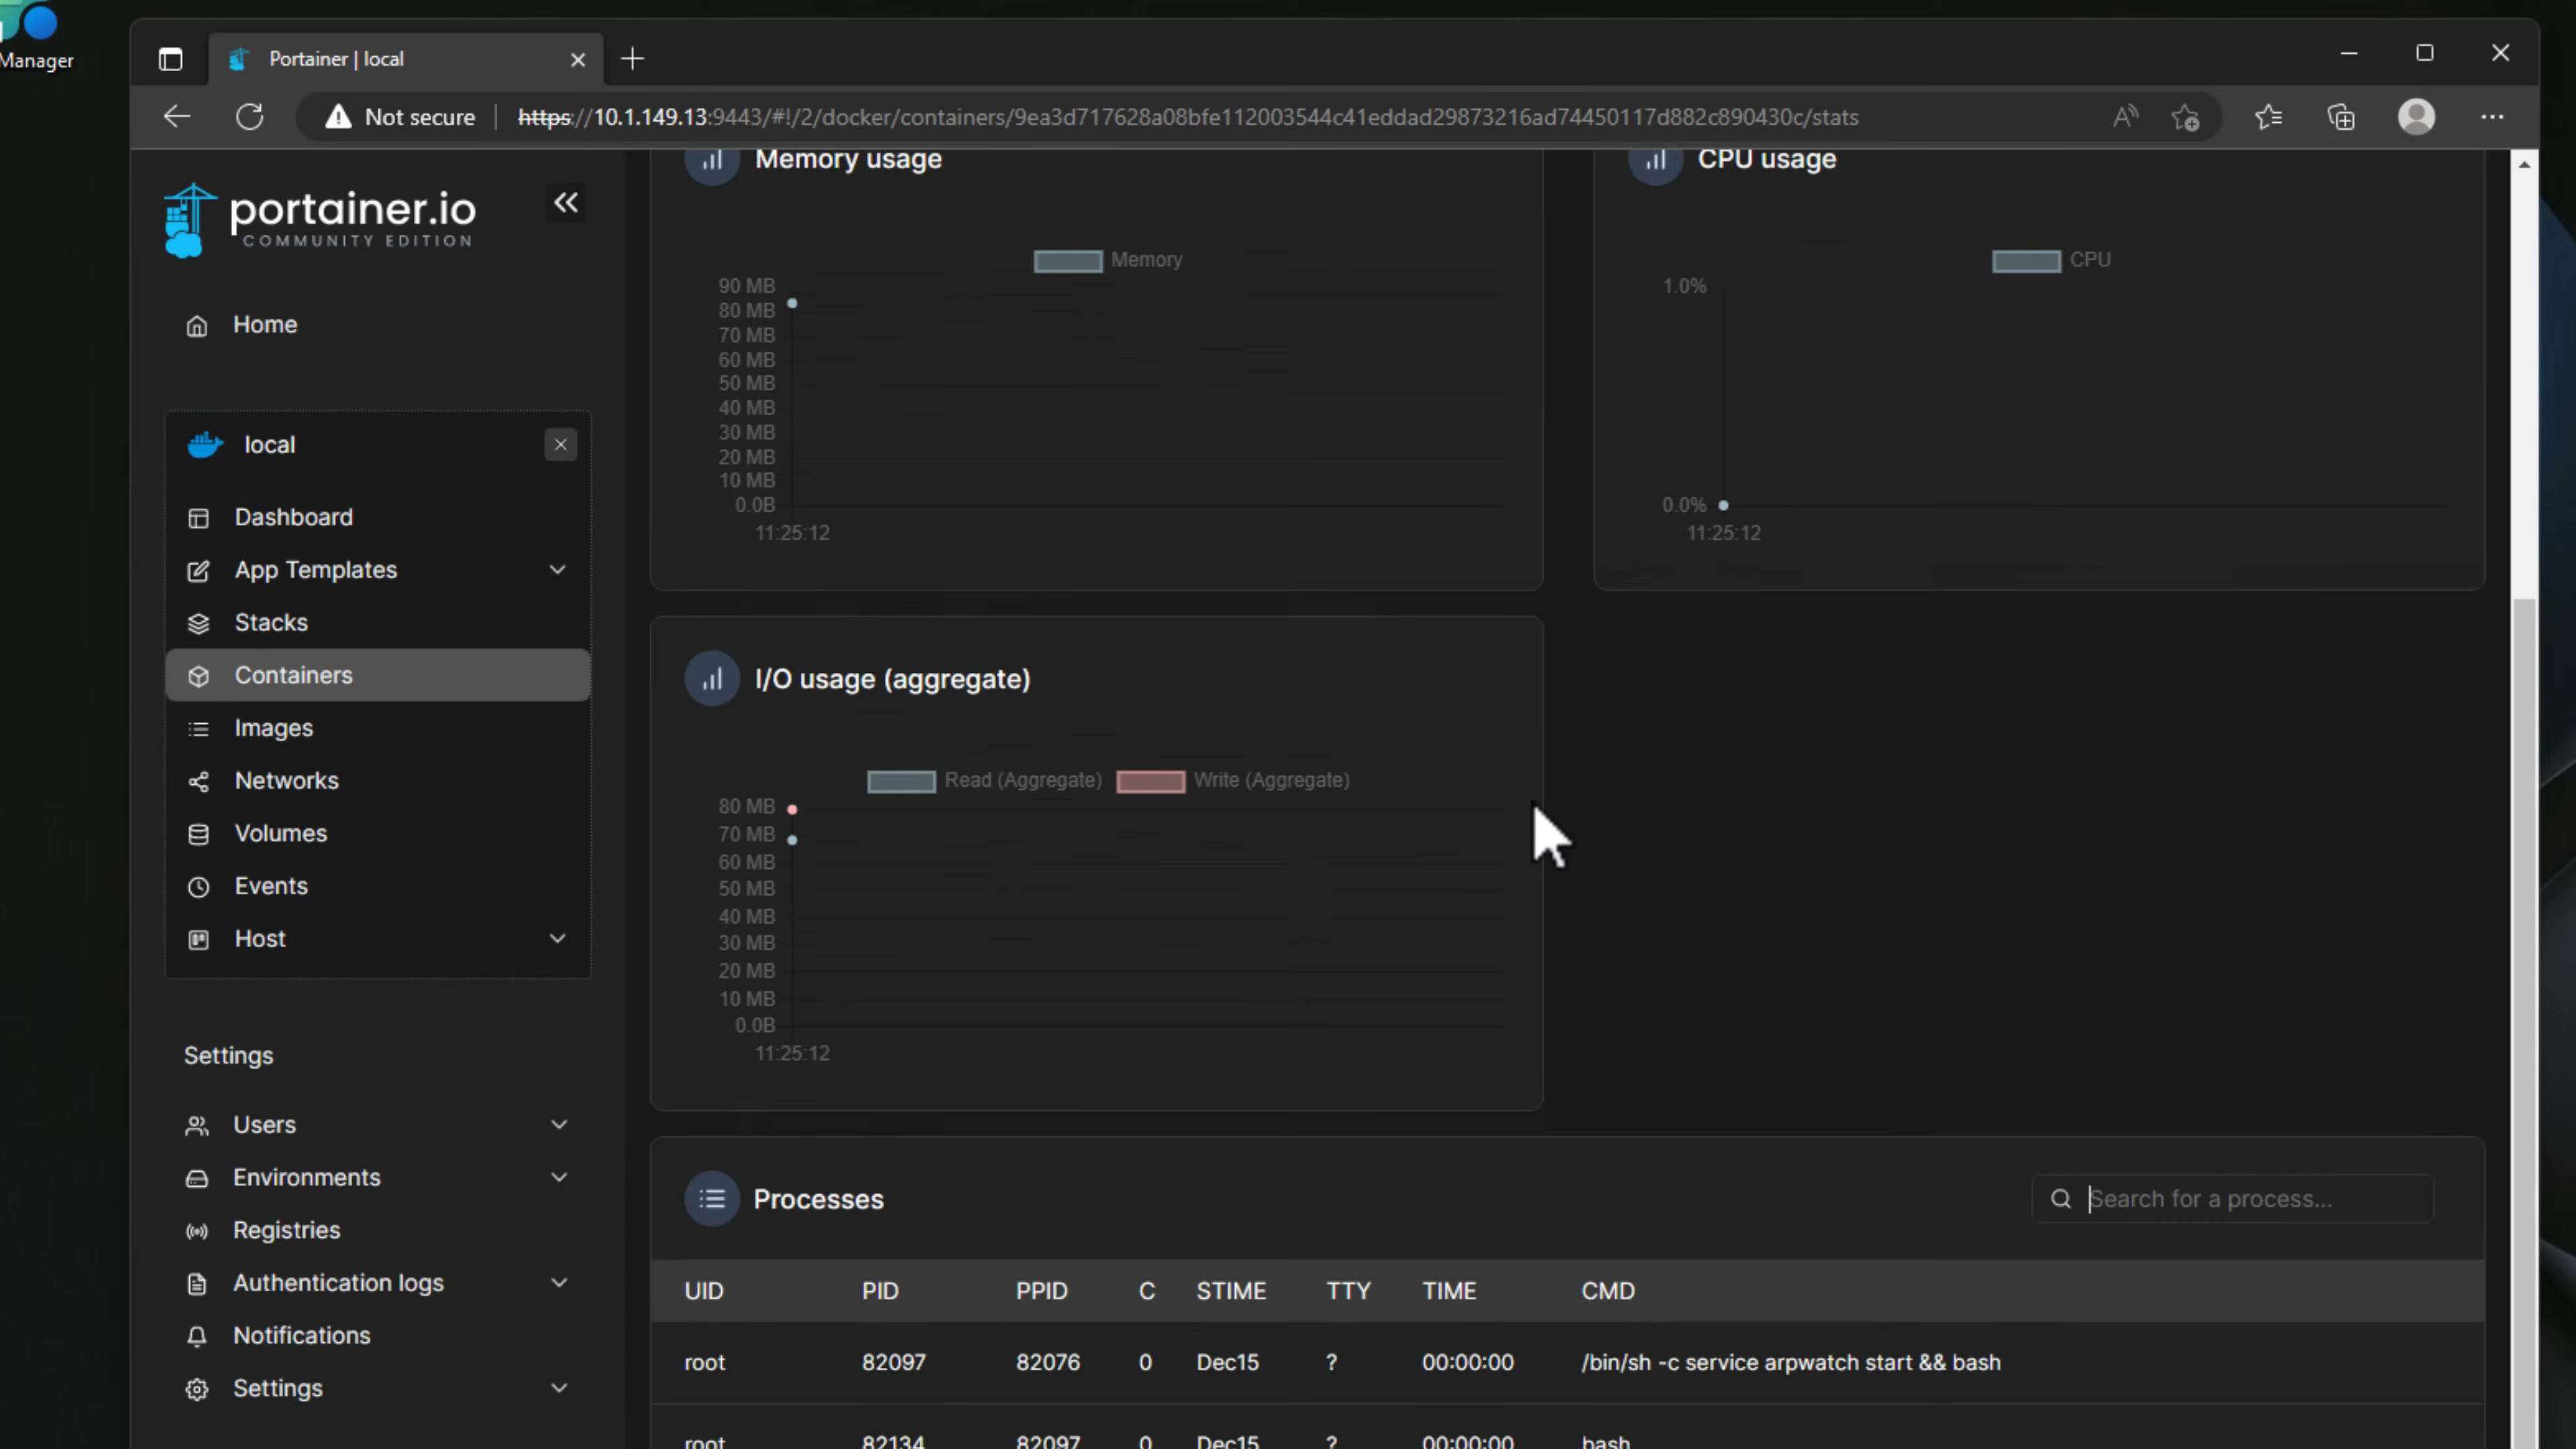 Manager
Portainer | local
Not secure
https://10.1.149.13:9443/#!/2/docker/containers/9ea3d717628a08bfe112003544c41eddad29873216ad74450117d882c890430c/stats
portainer.io
COMMUNITY EDITION
Home
local
Dashboard
App Templates
Stacks
Containers
Images
Networks
Volumes
Events
Host
Settings
Users
Environments
Registries
Authentication logs
Notifications
Settings
Memory usage
Memory
90 MB
80 MB
70 MB
60 MB
50 MB
40 MB
30 MB
20 MB
10 MB
0.0B
11:25:12
CPU usage
CPU
1.0%
0.0%
11:25:12
I/O usage (aggregate)
Read (Aggregate) Write (Aggregate)
80 MB
70 MB
60 MB
50 MB
40 MB
30 MB
20 MB
10 MB
0.0B
11:25:12
Processes
Search for a process...
UID PID PPID C STIME TTY TIME CMD
root 82097 82076 0 Dec15 ? 00:00:00 /bin/sh -c service arpwatch start && bash
root 82134 82097 0 Dec15 ? 00:00:00 bash